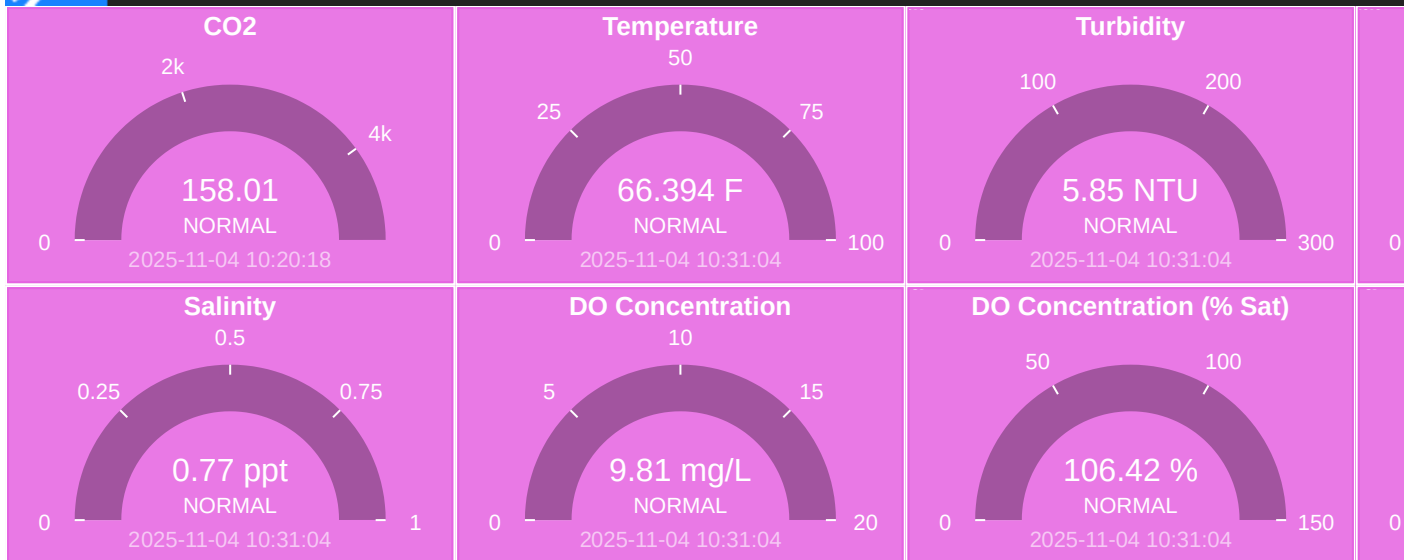 CO2
2k
4k
0
158.01
NORMAL
2025-11-04 10:20:18
Temperature
50
25
75
0
100
66.394 F
NORMAL
2025-11-04 10:31:04
Turbidity
100
200
0
300
5.85 NTU
NORMAL
2025-11-04 10:31:04
0
Salinity
0.5
0.25
0.75
0
1
0.77 ppt
NORMAL
2025-11-04 10:31:04
DO Concentration
10
5
15
0
20
9.81 mg/L
NORMAL
2025-11-04 10:31:04
DO Concentration (% Sat)
50
100
0
150
106.42 %
NORMAL
2025-11-04 10:31:04
0